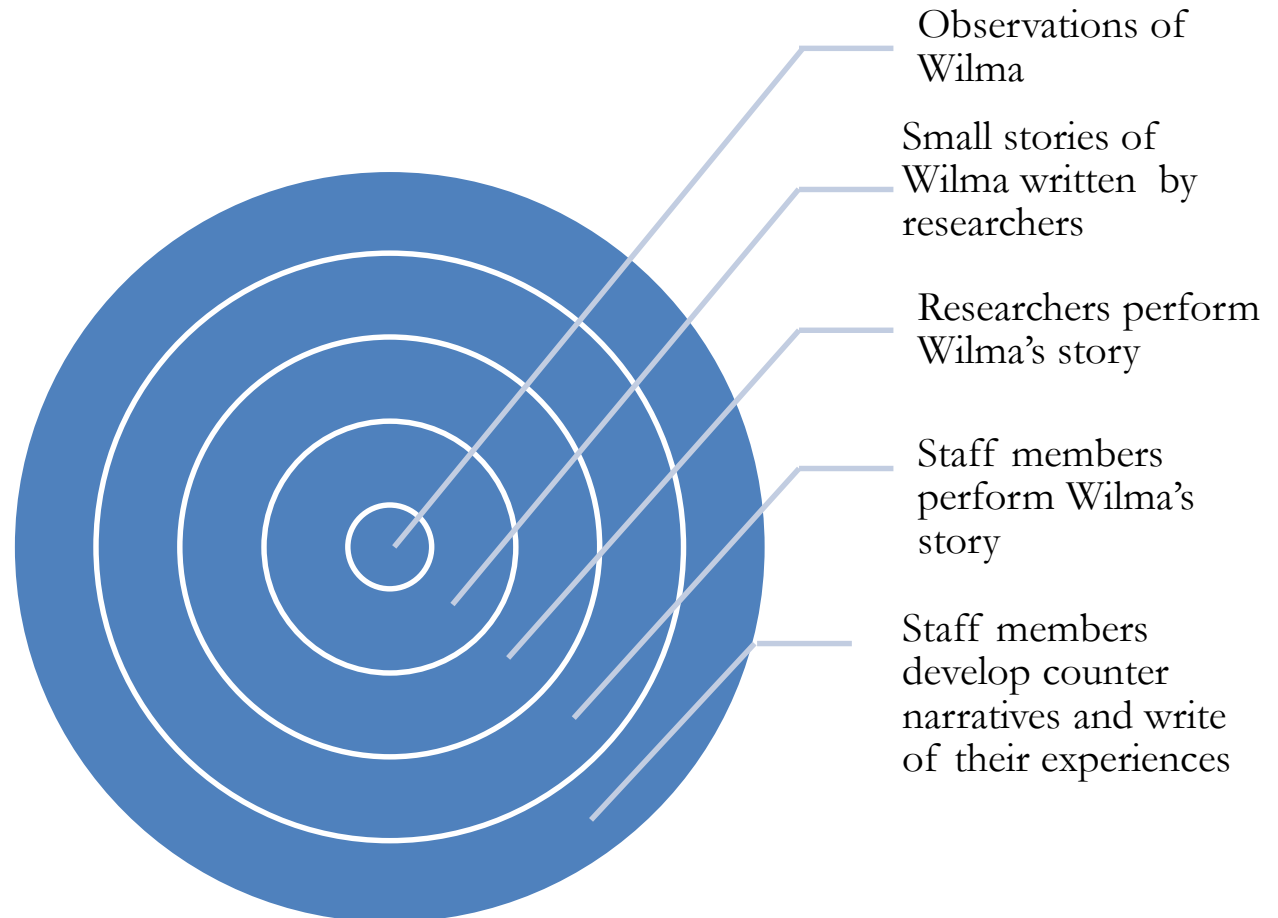 Observations of
Wilma
Small stories of
Wilma written by
researchers
Researchers perform
Wilma’s story
Staff members
perform Wilma’s
story
Staff members
develop counter
narratives and write
of their experiences